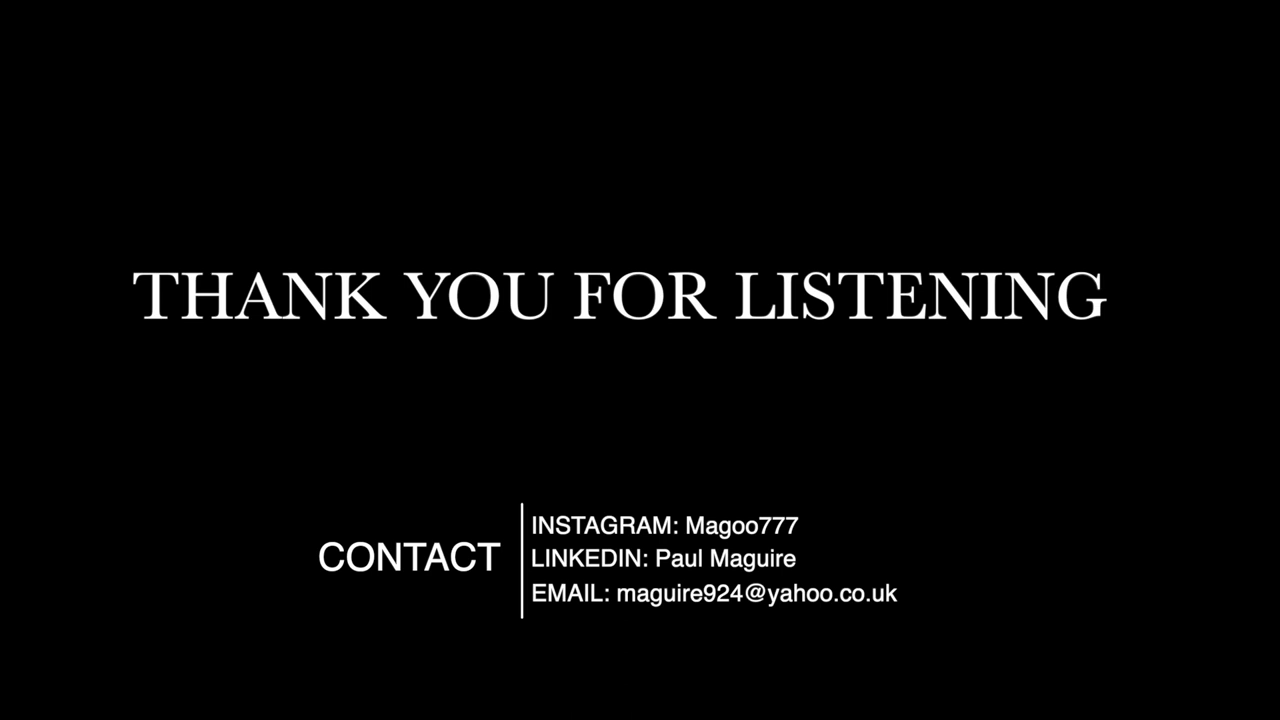 THANK YOU FOR LISTENING
CONTACT
INSTAGRAM: Magoo777
LINKEDIN: Paul Maguire
EMAIL: maguire924@yahoo.co.uk